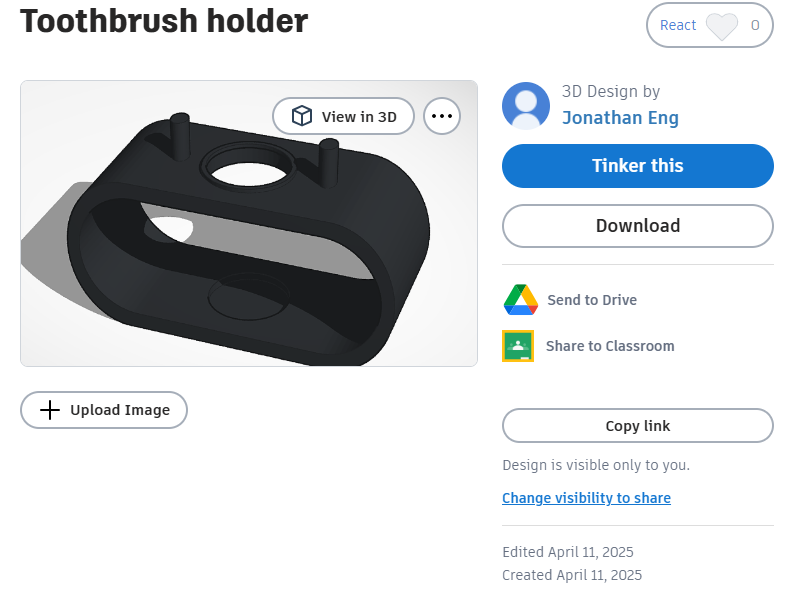 Toothbrush holder
React 0
View in 3D
3D Design by
Jonathan Eng
Tinker this
Download
Send to Drive
Share to Classroom
Upload Image
Copy link
Design is visible only to you.
Change visibility to share
Edited April 11, 2025
Created April 11, 2025